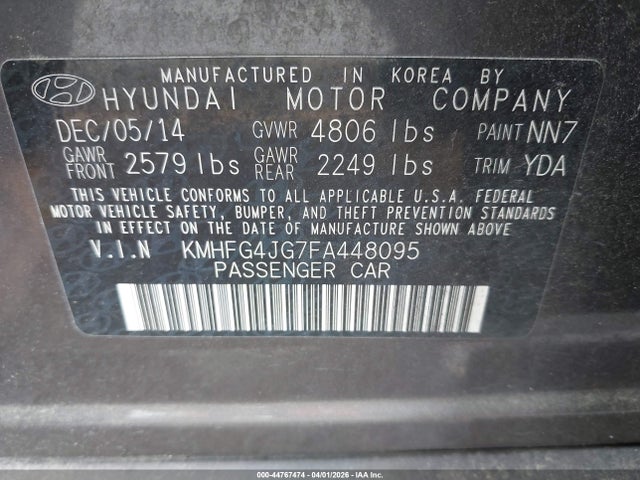 MANUFACTURED IN KOREA BY
HYUNDAI MOTOR COMPANY
DEC/05/14 GVWR 4806 lbs PAINT NN7
GAWR FRONT 2579 lbs GAWR REAR 2249 lbs TRIM YDA
THIS VEHICLE CONFORMS TO ALL APPLICABLE U.S.A. FEDERAL
MOTOR VEHICLE SAFETY, BUMPER, AND THEFT PREVENTION STANDARDS
IN EFFECT ON THE DATE OF MANUFACTURE SHOWN ABOVE.
V.I.N KMHFG4JG7FA448095
PASSENGER CAR
000-44767474 | 04/01/2026 - IAA Inc.